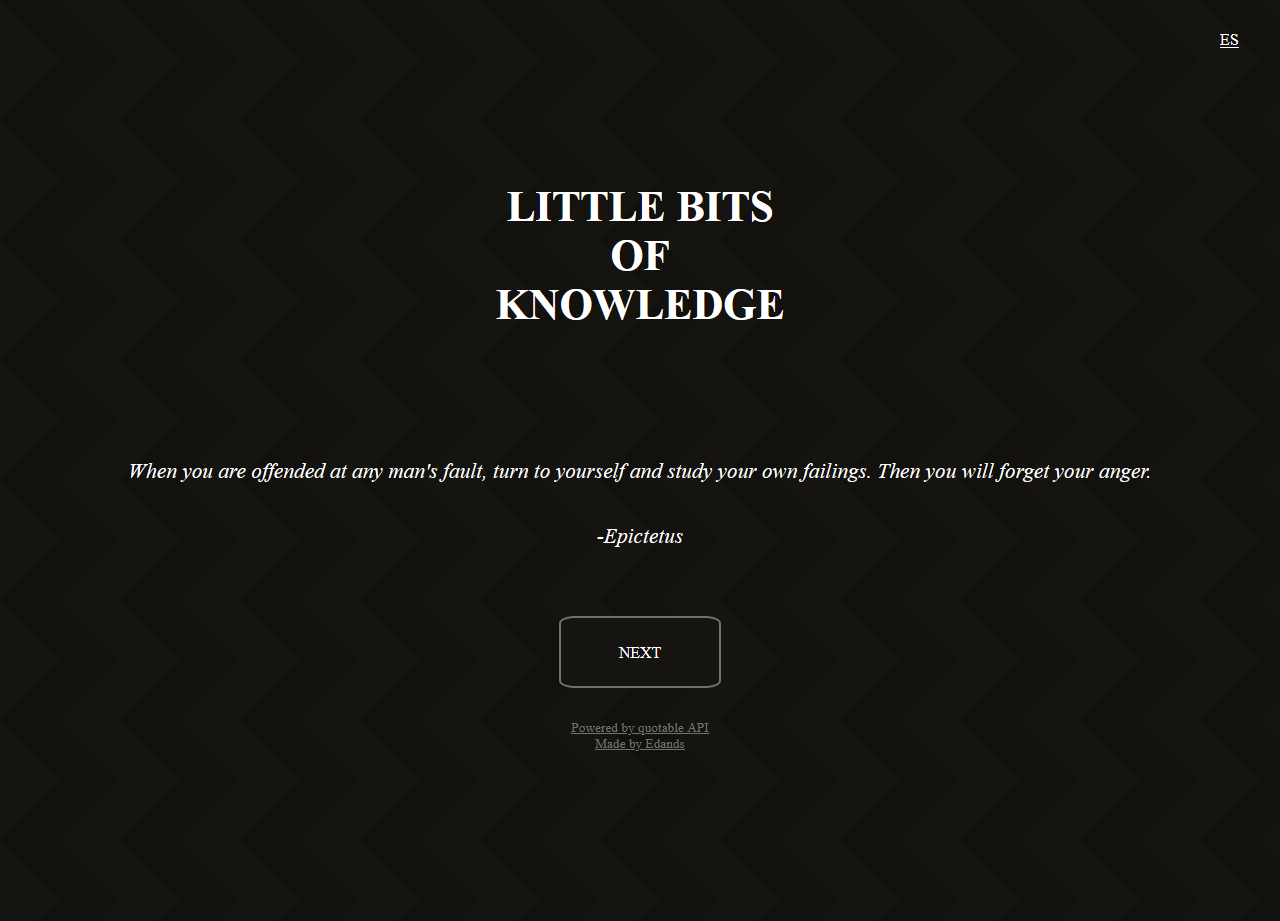 ES
LITTLE BITS
OF
KNOWLEDGE
When you are offended at any man's fault, turn to yourself and study your own failings. Then you will forget your anger.
-Epictetus
NEXT
Powered by quotable API
Made by Edands